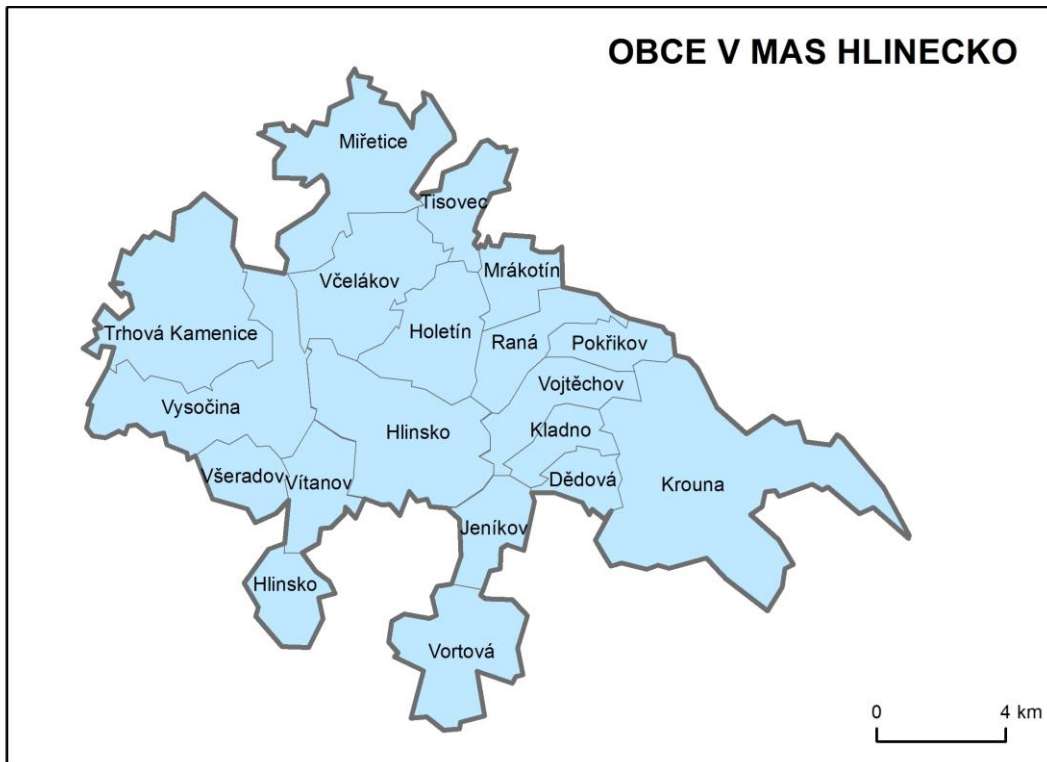 OBCE V MAS HLINECKO
Miřetice
Tisovec
Mrákotín
Včelákov
Holetín
Trhová Kamenice
Raná
Pokřikov
Vojtěchov
Vysočina
Hlinsko
Kladno
Všeradov
Vítanov
Dědová
Krouna
Jeníkov
Hlinsko
Vortová
0 4 km